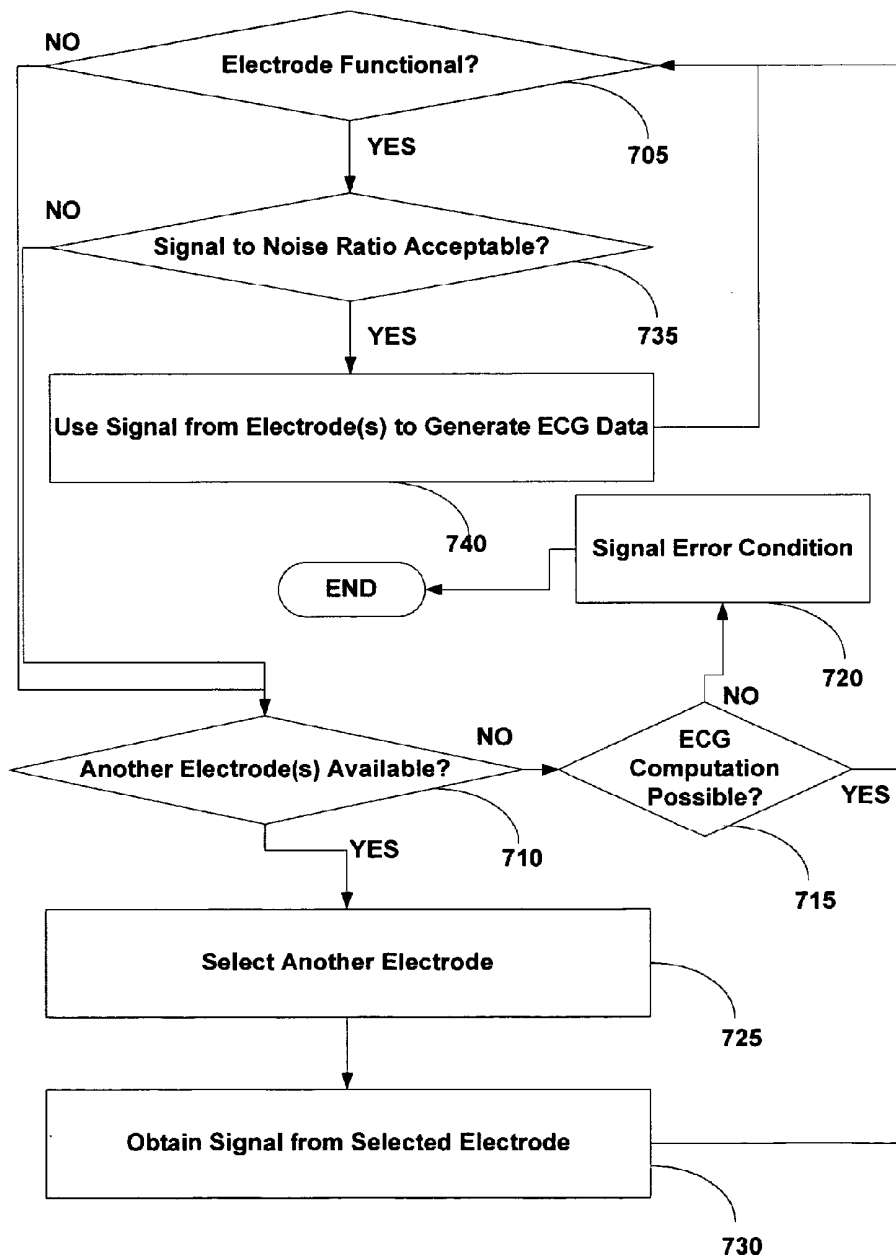 NO
Electrode Functional?
705
YES
NO
Signal to Noise Ratio Acceptable?
735
YES
Use Signal from Electrode(s) to Generate ECG Data
740
Signal Error Condition
END
720
NO
Another Electrode(s) Available?
NO
ECG
Computation
Possible?
YES
YES
710
715
Select Another Electrode
725
Obtain Signal from Selected Electrode
730